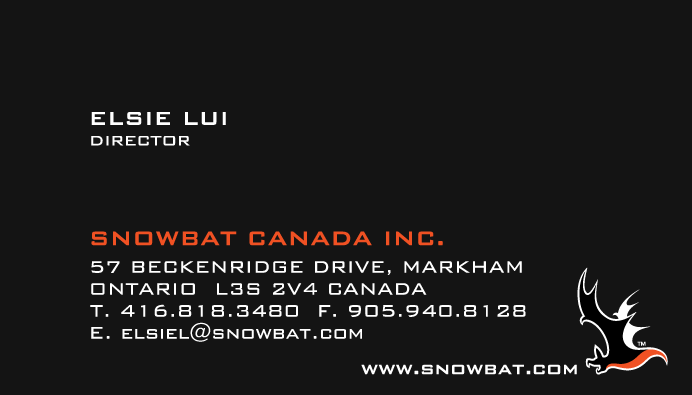 ELSIE LUI
DIRECTOR
SNOWBAT CANADA INC.
57 BECKENRIDGE DRIVE, MARKHAM
ONTARIO L3S 2V4 CANADA
T. 416.818.3480 F. 905.940.8128
E. ELSIEL@SNOWBAT.COM
WWW.SNOWBAT.COM
TM